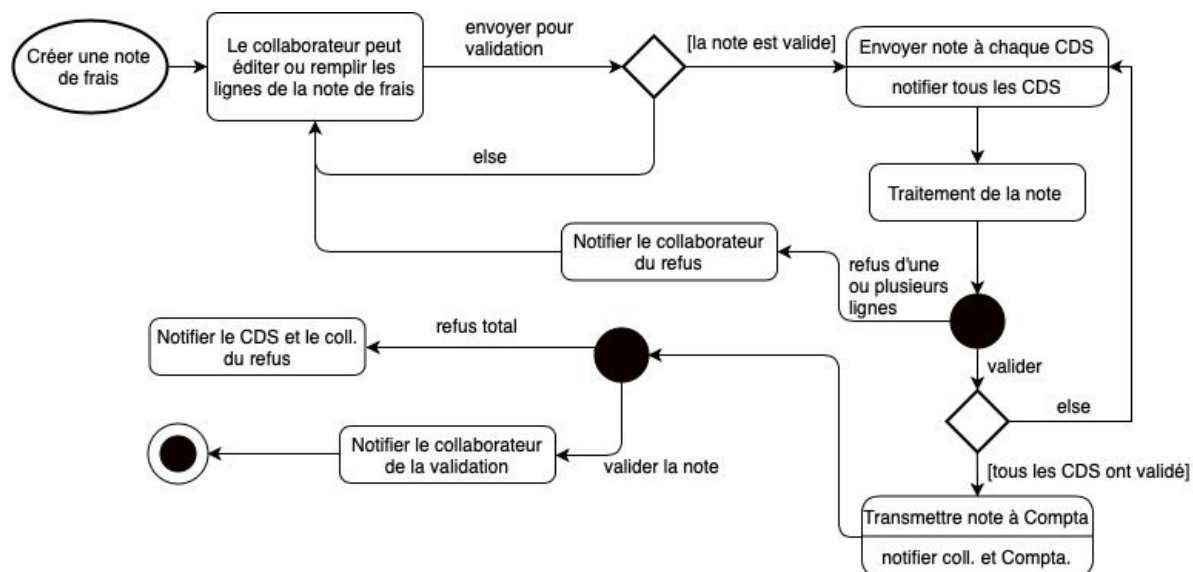 Créer une note
de frais
Le collaborateur peut
éditer ou remplir les
lignes de la note de frais
envoyer pour
validation
[la note est valide]
Envoyer note à chaque CDS
notifier tous les CDS
else
Traitement de la note
Notifier le collaborateur
du refus
refus d'une
ou plusieurs
lignes
Notifier le CDS et le coll.
du refus
refus total
valider
else
Notifier le collaborateur
de la validation
valider la note
[tous les CDS ont validé]
Transmettre note à Compta
notifier coll. et Compta.